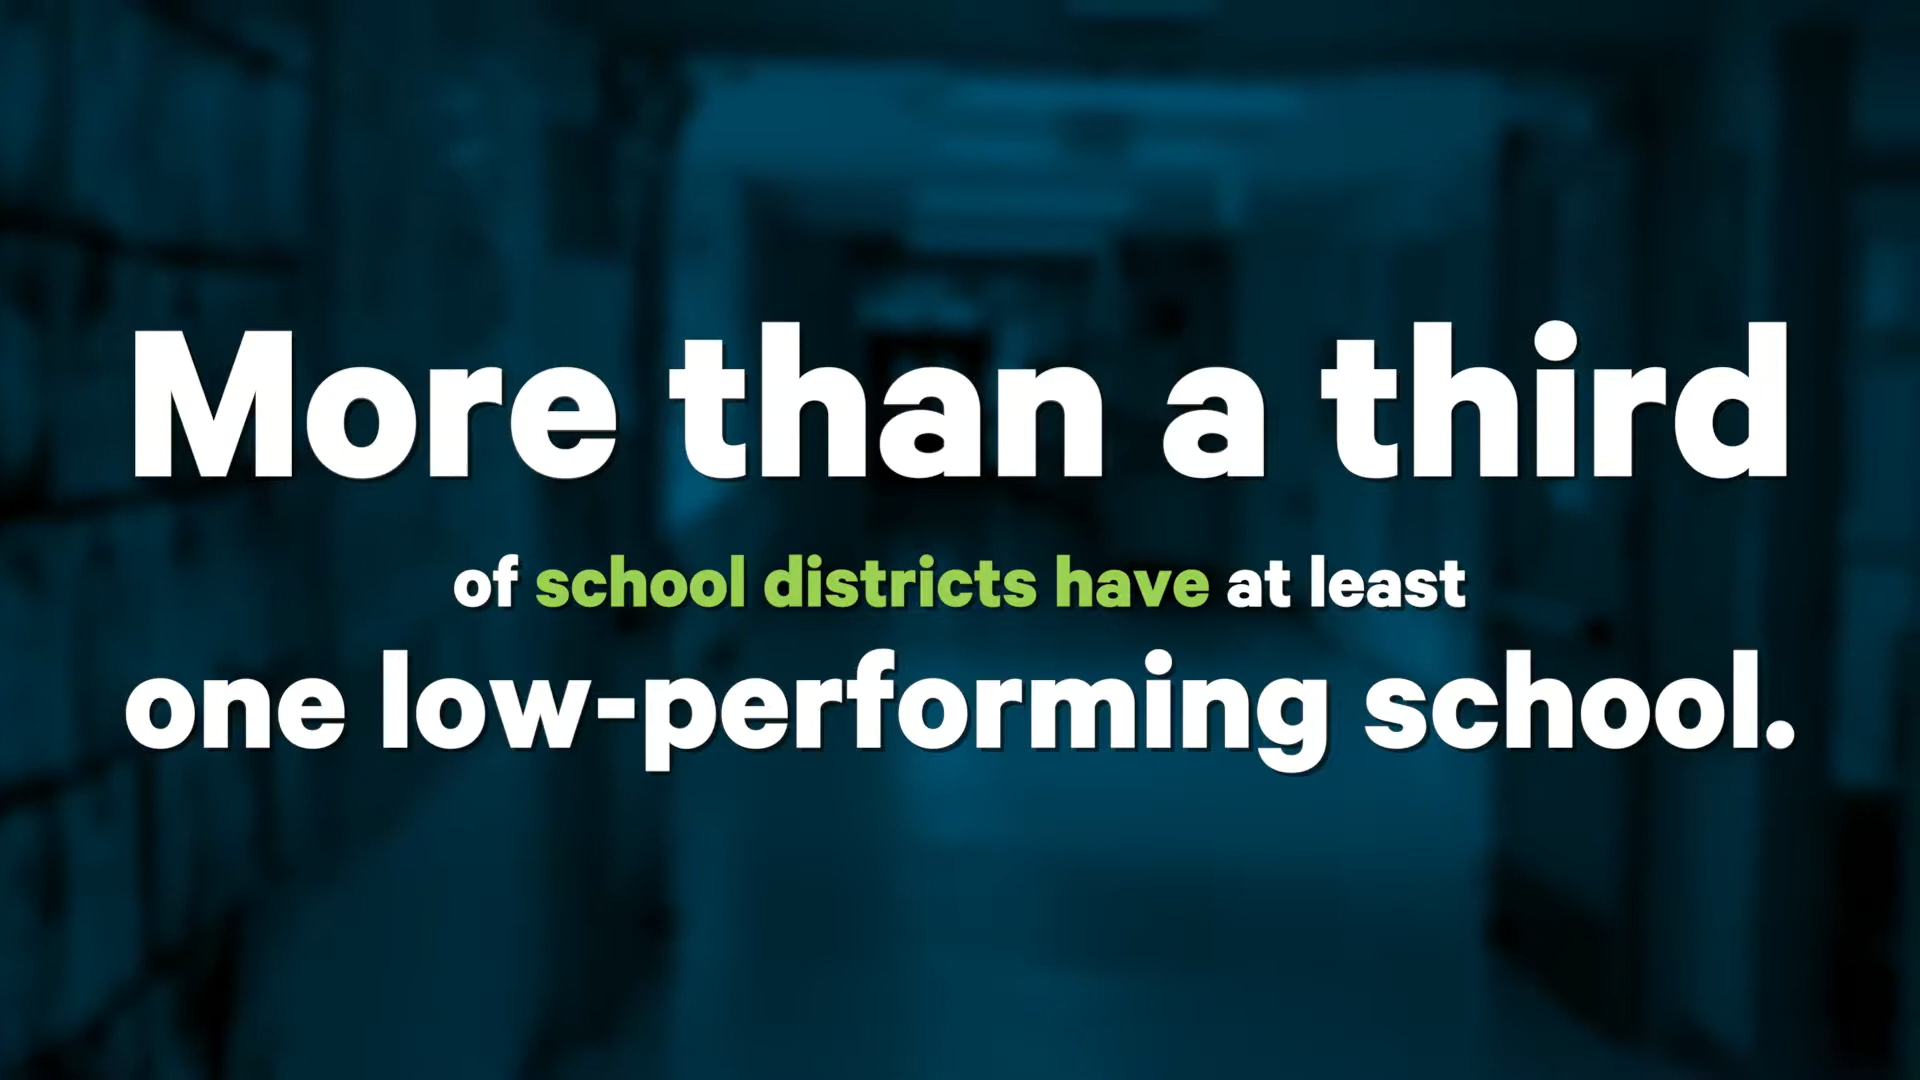 More than a third
of school districts have at least
one low-performing school.